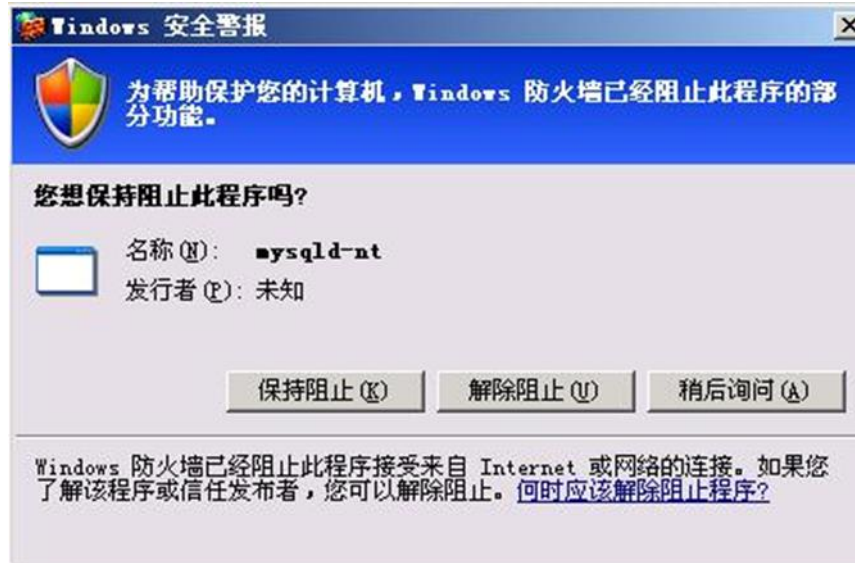 Windows 安全警报
为帮助保护您的计算机，Windows 防火墙已经阻止此程序的部
分功能。
您想保持阻止此程序吗?
名称(N): mysqld-nt
发行者(P): 未知
保持阻止(K) 解除阻止(U) 稍后询问(A)
Windows 防火墙已经阻止此程序接受来自 Internet 或网络的连接。如果您
了解该程序或信任发布者，您可以解除阻止。何时应该解除阻止程序?